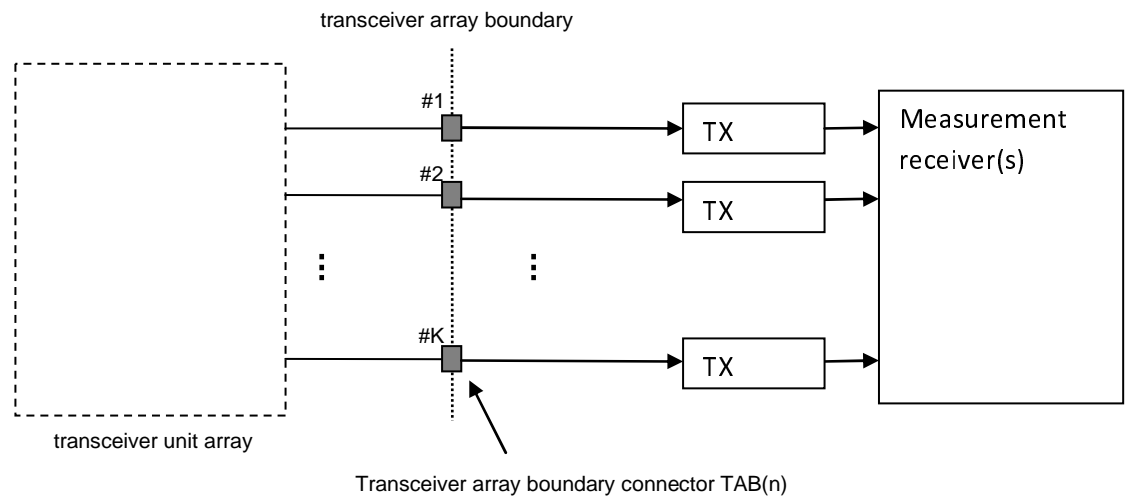 transceiver array boundary
#1
TX
Measurement
receiver(s)
#2
TX
#K
TX
transceiver unit array
Transceiver array boundary connector TAB(n)